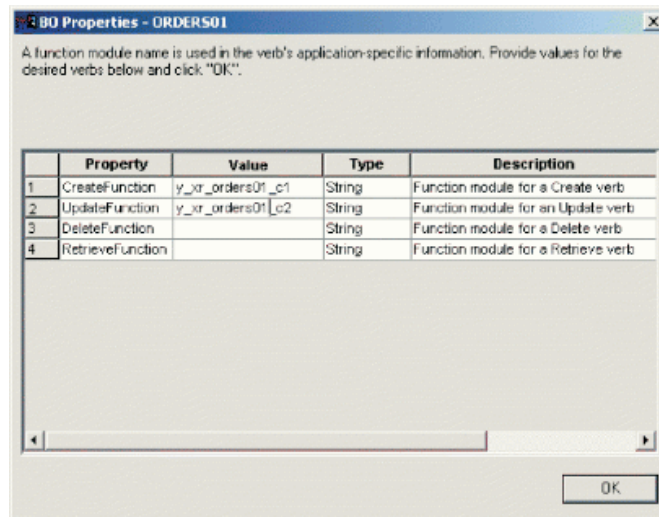 BO Properties - ORDERS01
A function module name is used in the verb's application-specific information. Provide values for the
desired verbs below and click "OK".
Property Value Type Description
1 CreateFunction y_xr_orders01_c1 String Function module for a Create verb
2 UpdateFunction y_xr_orders01_c2 String Function module for an Update verb
3 DeleteFunction String Function module for a Delete verb
4 RetrieveFunction String Function module for a Retrieve verb
OK